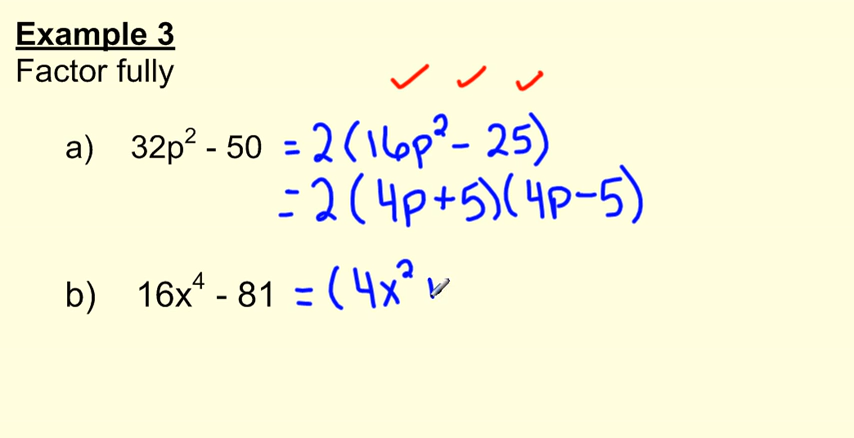 Example 3
Factor fully
a) 32p² - 50 = 2(16p² - 25)
= 2(4p+5)(4p-5)
b) 16x⁴ - 81 = (4x²